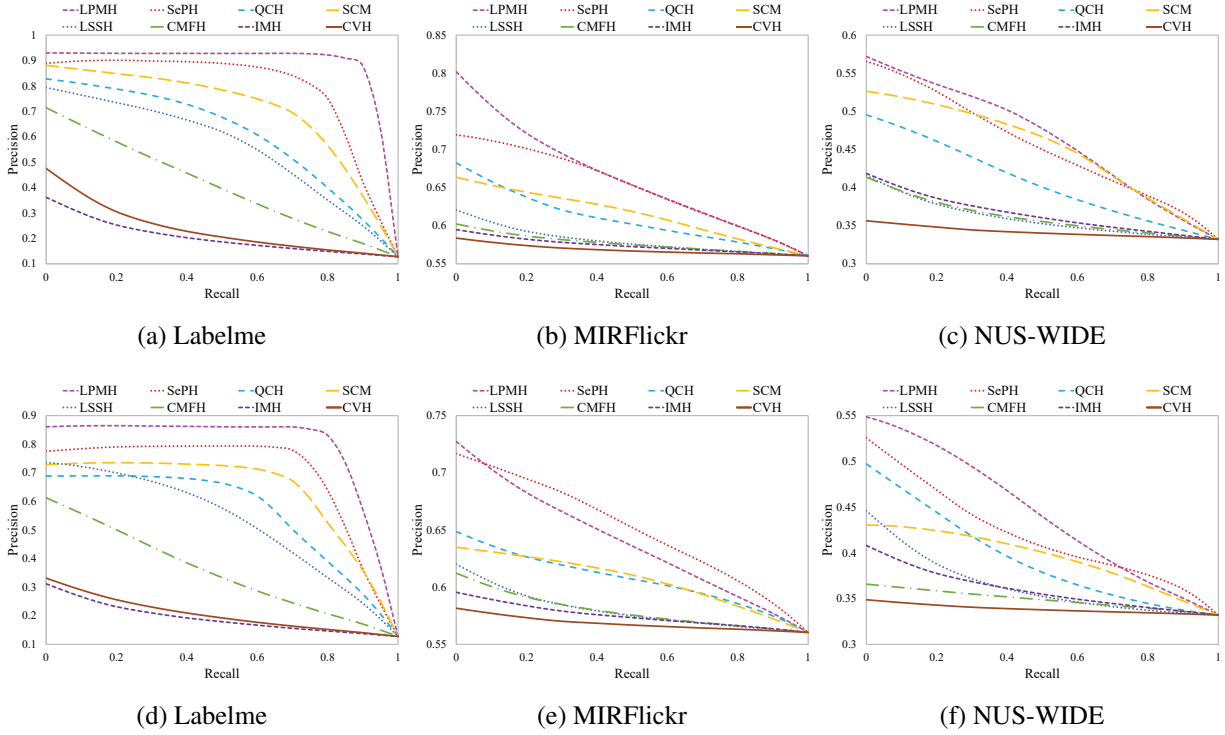 LPMH SePH QCH SCM
LSSH CMFH IMH CVH
1
0.9
0.8
0.7
0.6
0.5
0.4
0.3
0.2
0.1
Precision
0 0.2 0.4 0.6 0.8 1
Recall
(a) Labelme
LPMH SePH QCH SCM
LSSH CMFH IMH CVH
0.85
0.8
0.75
0.7
0.65
0.6
0.55
Precision
0 0.2 0.4 0.6 0.8 1
Recall
(b) MIRFlickr
LPMH SePH QCH SCM
LSSH CMFH IMH CVH
0.6
0.55
0.5
0.45
0.4
0.35
0.3
Precision
0 0.2 0.4 0.6 0.8 1
Recall
(c) NUS-WIDE
LPMH SePH QCH SCM
LSSH CMFH IMH CVH
0.9
0.8
0.7
0.6
0.5
0.4
0.3
0.2
0.1
Precision
0 0.2 0.4 0.6 0.8 1
Recall
(d) Labelme
LPMH SePH QCH SCM
LSSH CMFH IMH CVH
0.75
0.7
0.65
0.6
0.55
Precision
0 0.2 0.4 0.6 0.8 1
Recall
(e) MIRFlickr
LPMH SePH QCH SCM
LSSH CMFH IMH CVH
0.55
0.5
0.45
0.4
0.35
0.3
Precision
0 0.2 0.4 0.6 0.8 1
Recall
(f) NUS-WIDE